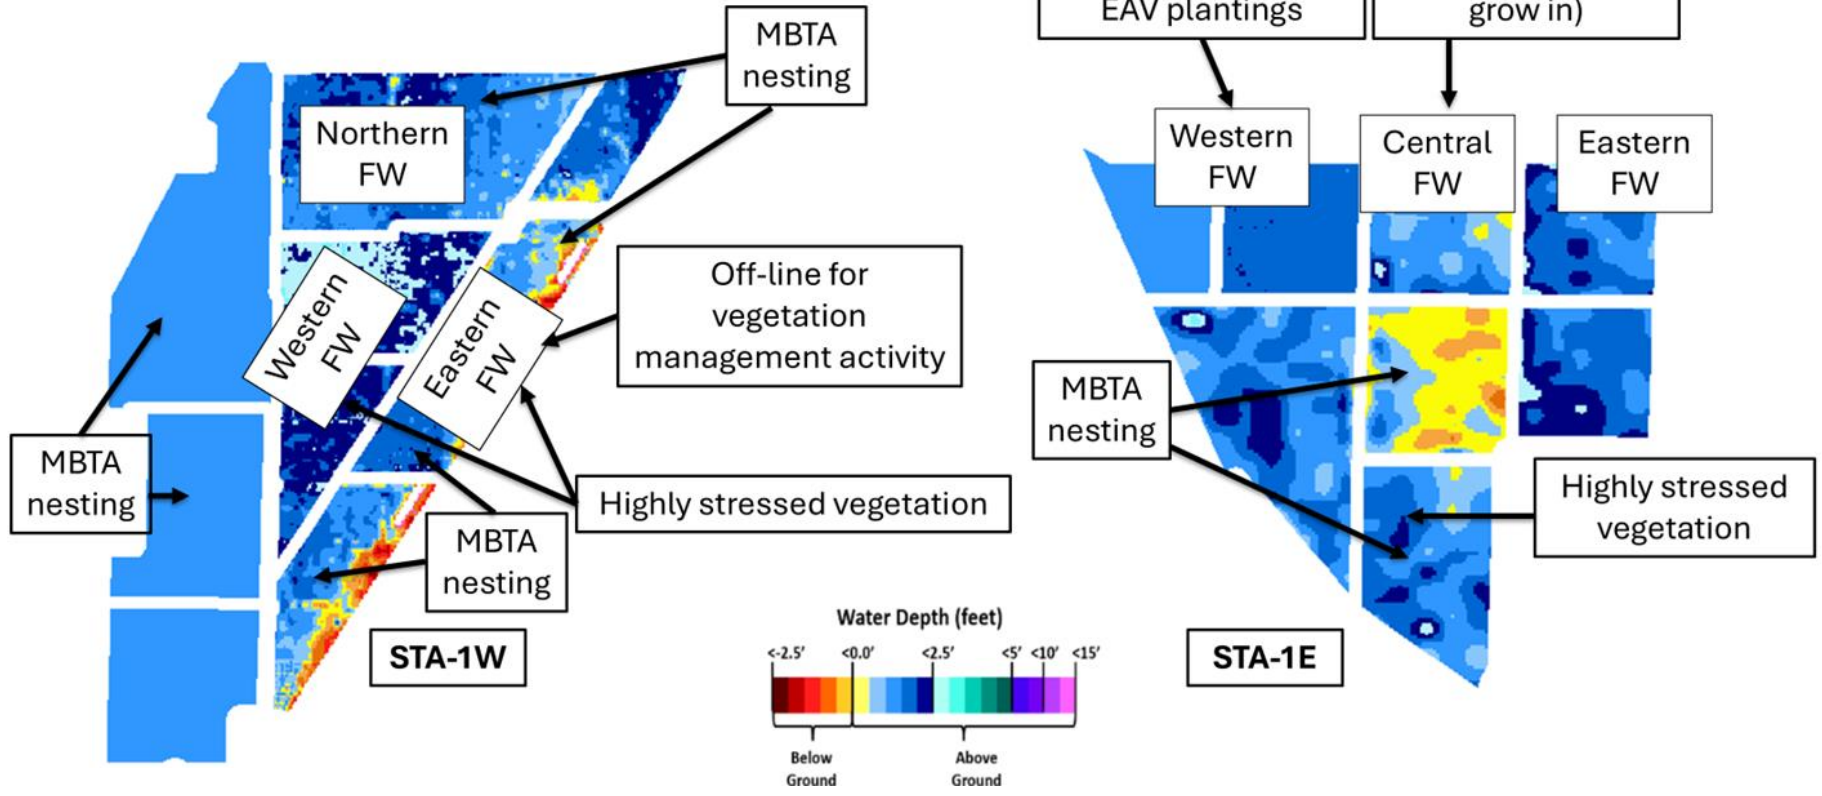 EAV plantings
grow in)
MBTA
nesting
Northern
FW
Western
FW
Central
FW
Eastern
FW
Western
FW
Eastern
FW
Off-line for
vegetation
management activity
MBTA
nesting
MBTA
nesting
Highly stressed vegetation
Highly stressed
vegetation
MBTA
nesting
STA-1W
STA-1E
Water Depth (feet)
<-2.5' <0.0' <2.5' <5' <10' <15'
Below
Ground
Above
Ground